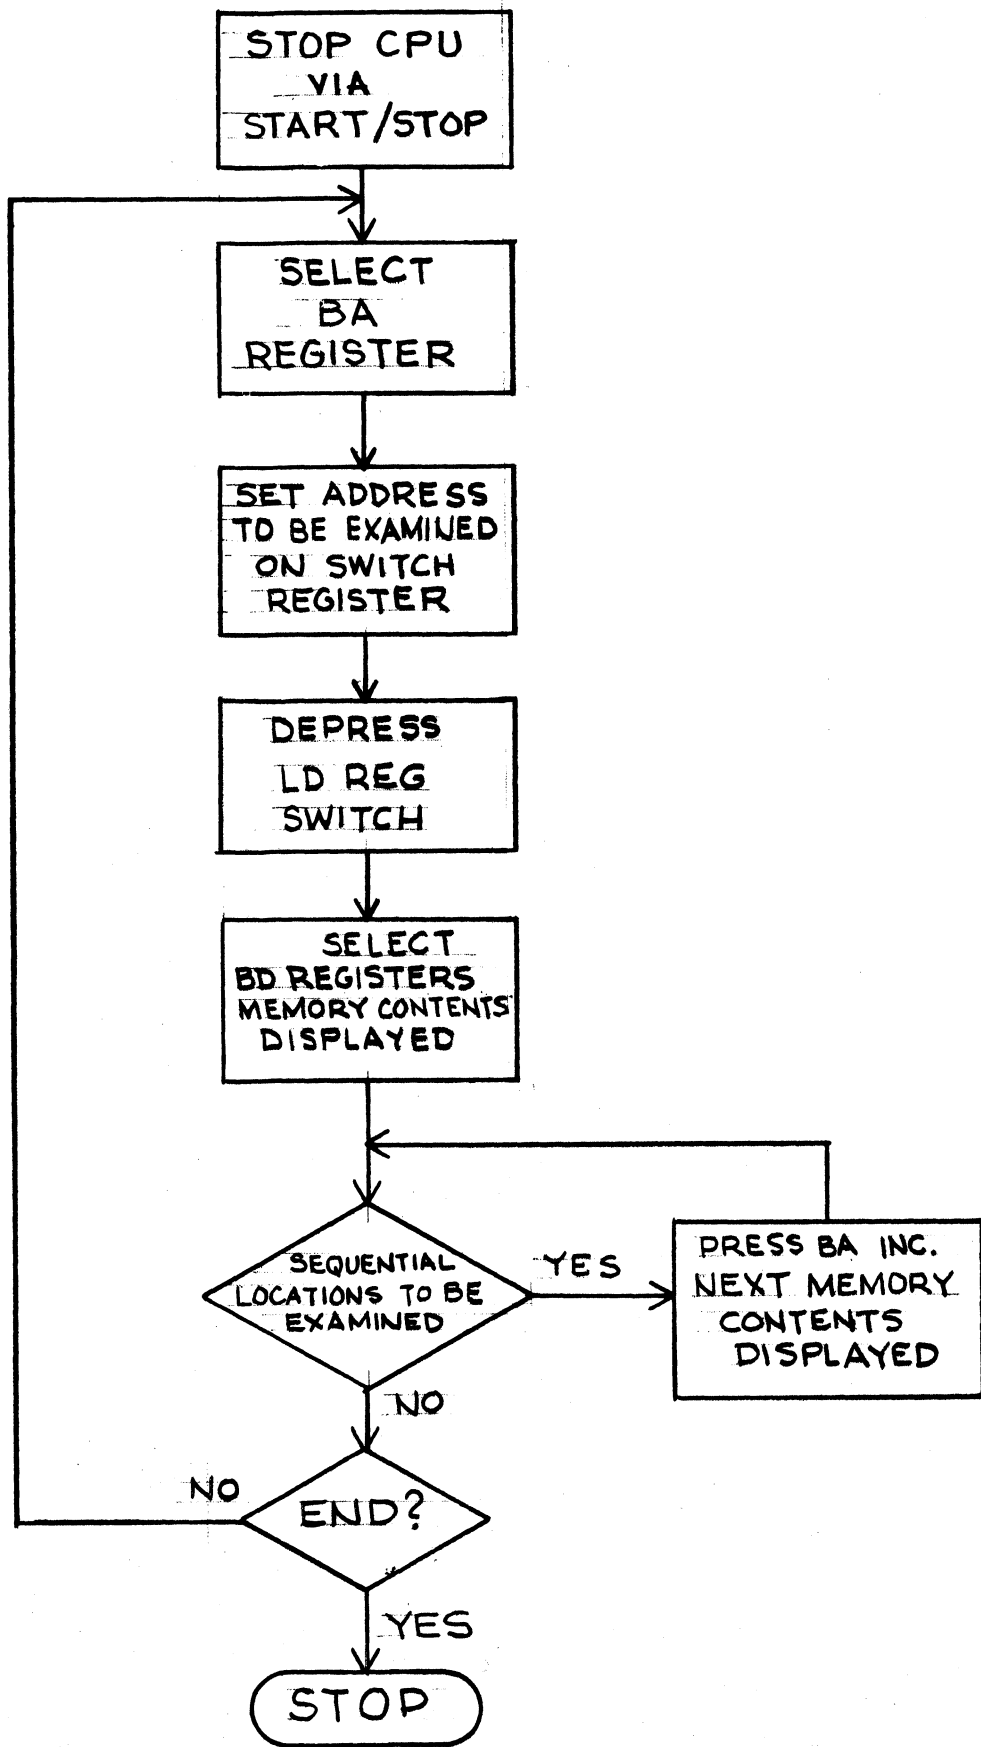 STOP CPU
VIA
START/STOP
SELECT
BA
REGISTER
SET ADDRESS
TO BE EXAMINED
ON SWITCH
REGISTER
DEPRESS
LD REG
SWITCH
SELECT
BD REGISTERS
MEMORY CONTENTS
DISPLAYED
SEQUENTIAL
LOCATIONS TO BE
EXAMINED
YES
PRESS BA INC.
NEXT MEMORY
CONTENTS
DISPLAYED
NO
NO
END?
YES
STOP